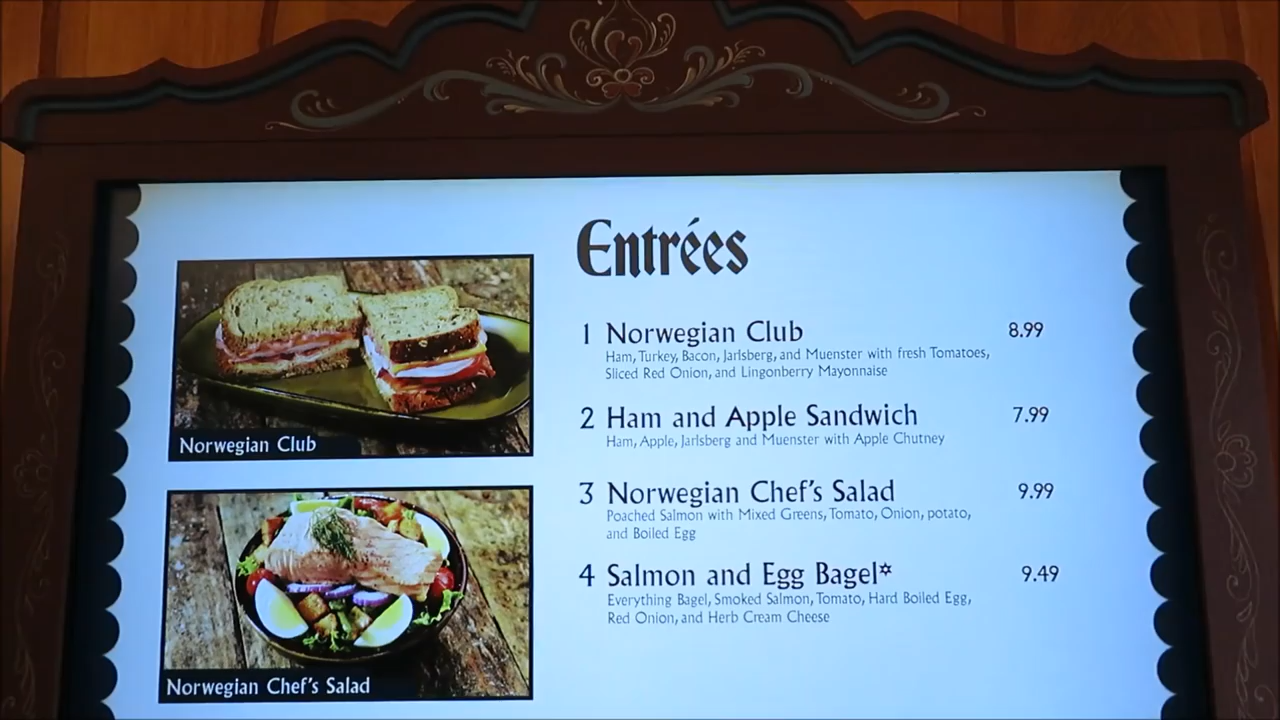 Entrées
1 Norwegian Club 8.99
Ham, Turkey, Bacon, Jarlsberg, and Muenster with fresh Tomatoes,
Sliced Red Onion, and Lingonberry Mayonnaise
2 Ham and Apple Sandwich 7.99
Ham, Apple, Jarlsberg and Muenster with Apple Chutney
3 Norwegian Chef's Salad 9.99
Poached Salmon with Mixed Greens, Tomato, Onion, potato,
and Boiled Egg
4 Salmon and Egg Bagel✡ 9.49
Everything Bagel, Smoked Salmon, Tomato, Hard Boiled Egg,
Red Onion, and Herb Cream Cheese
Norwegian Club
Norwegian Chef's Salad